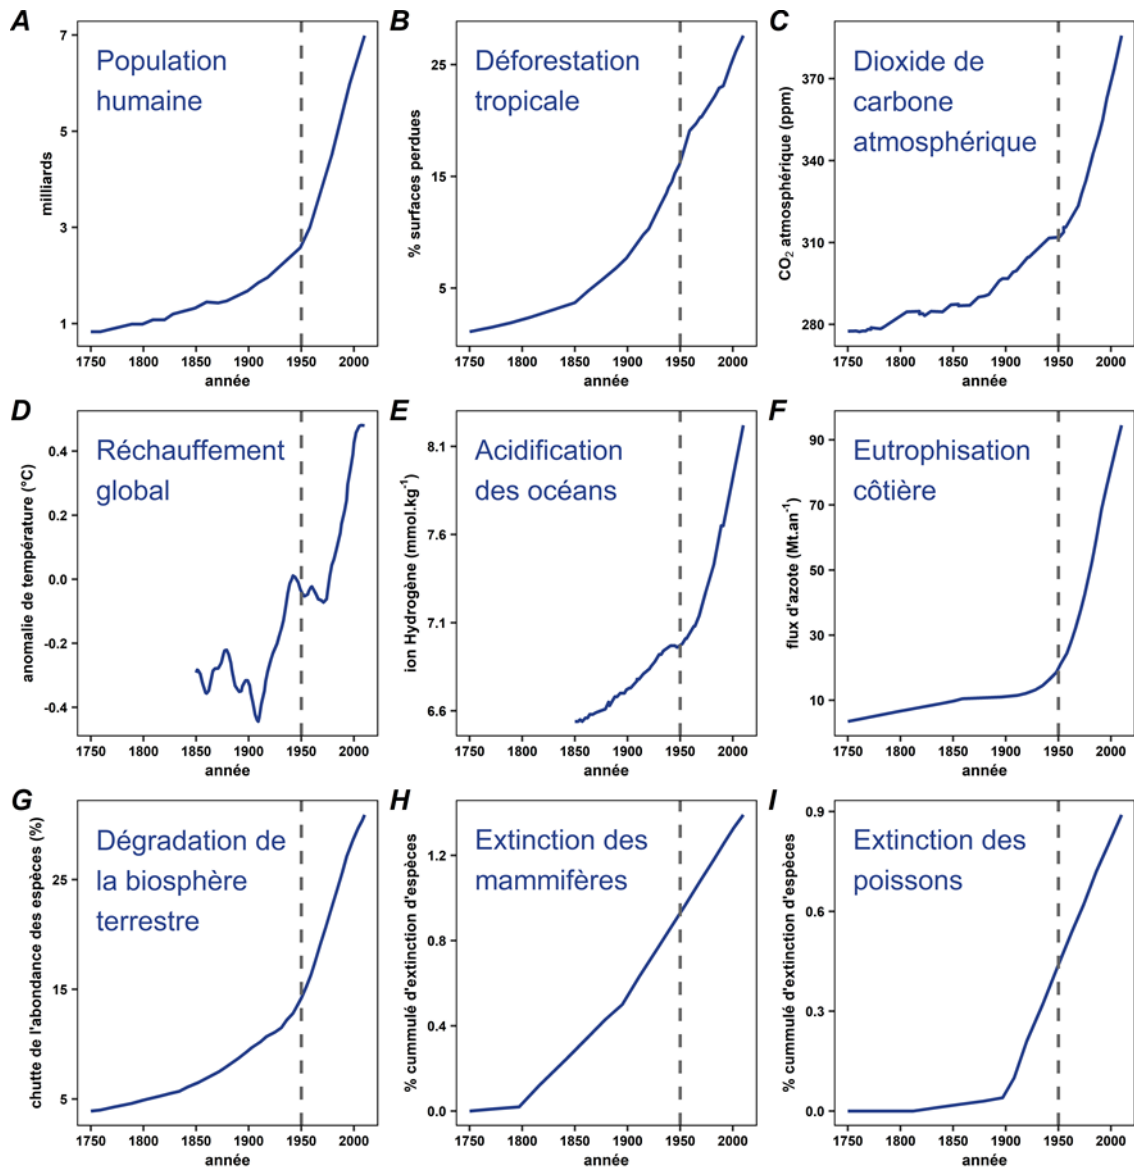 A
Population
humaine
milliards
7
5
3
1
1750 1800 1850 1900 1950 2000
année
B
Déforestation
tropicale
% surfaces perdues
25
15
5
1750 1800 1850 1900 1950 2000
année
C
Dioxide de
carbone
atmosphérique
CO₂ atmosphérique (ppm)
370
340
310
280
1750 1800 1850 1900 1950 2000
année
D
Réchauffement
global
anomalie de température (°C)
0.4
0.2
0.0
-0.2
-0.4
1750 1800 1850 1900 1950 2000
année
E
Acidification
des océans
ion Hydrogène (mmol.kg⁻¹)
8.1
7.6
7.1
6.6
1750 1800 1850 1900 1950 2000
année
F
Eutrophisation
côtière
flux d'azote (Mt.an⁻¹)
90
70
50
30
10
1750 1800 1850 1900 1950 2000
année
G
Dégradation de
la biosphère
terrestre
chutte de l'abondance des espèces (%)
25
15
5
1750 1800 1850 1900 1950 2000
année
H
Extinction des
mammifères
% cummulé d'extinction d'espèces
1.2
0.8
0.4
0.0
1750 1800 1850 1900 1950 2000
année
I
Extinction des
poissons
% cummulé d'extinction d'espèces
0.9
0.6
0.3
0.0
1750 1800 1850 1900 1950 2000
année